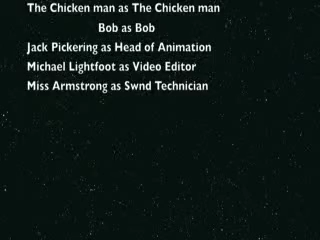 The Chicken man as The Chicken man
Bob as Bob
Jack Pickering as Head of Animation
Michael Lightfoot as Video Editor
Miss Armstrong as Swnd Technician